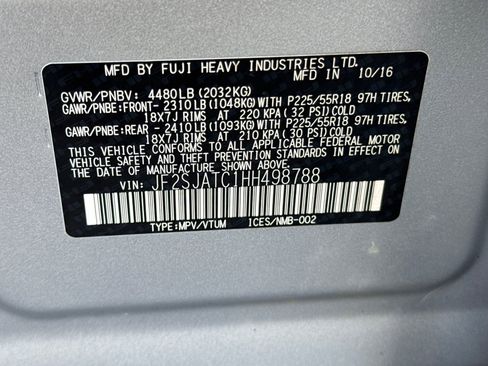 MFD BY FUJI HEAVY INDUSTRIES LTD.
10/16
GVWR/PNBV: 4480LB (2032KG)
GAWR/PNBE:FRONT- 2310LB (1048KG)WITH P225/55R18 97H TIRES,
18X7J RIMS AT 220 KPA (32 PSI) COLD
GAWR/PNBE:REAR- 2410LB (1093KG)WITH P225/55R18 97H TIRES,
18X7J RIMS AT 210 KPA (30 PSI) COLD
THIS VEHICLE CONFORMS TO ALL APPLICABLE FEDERAL MOTOR
VEHICLE SAFETY, BUMPER, AND THEFT PREVENTION STANDARDS
IN EFFECT ON THE DATE OF MANUFACTURE SHOWN ABOVE.
VIN: JF2SJATC1HH498788
TYPE:MPV/VTUM ICES/NMB-002